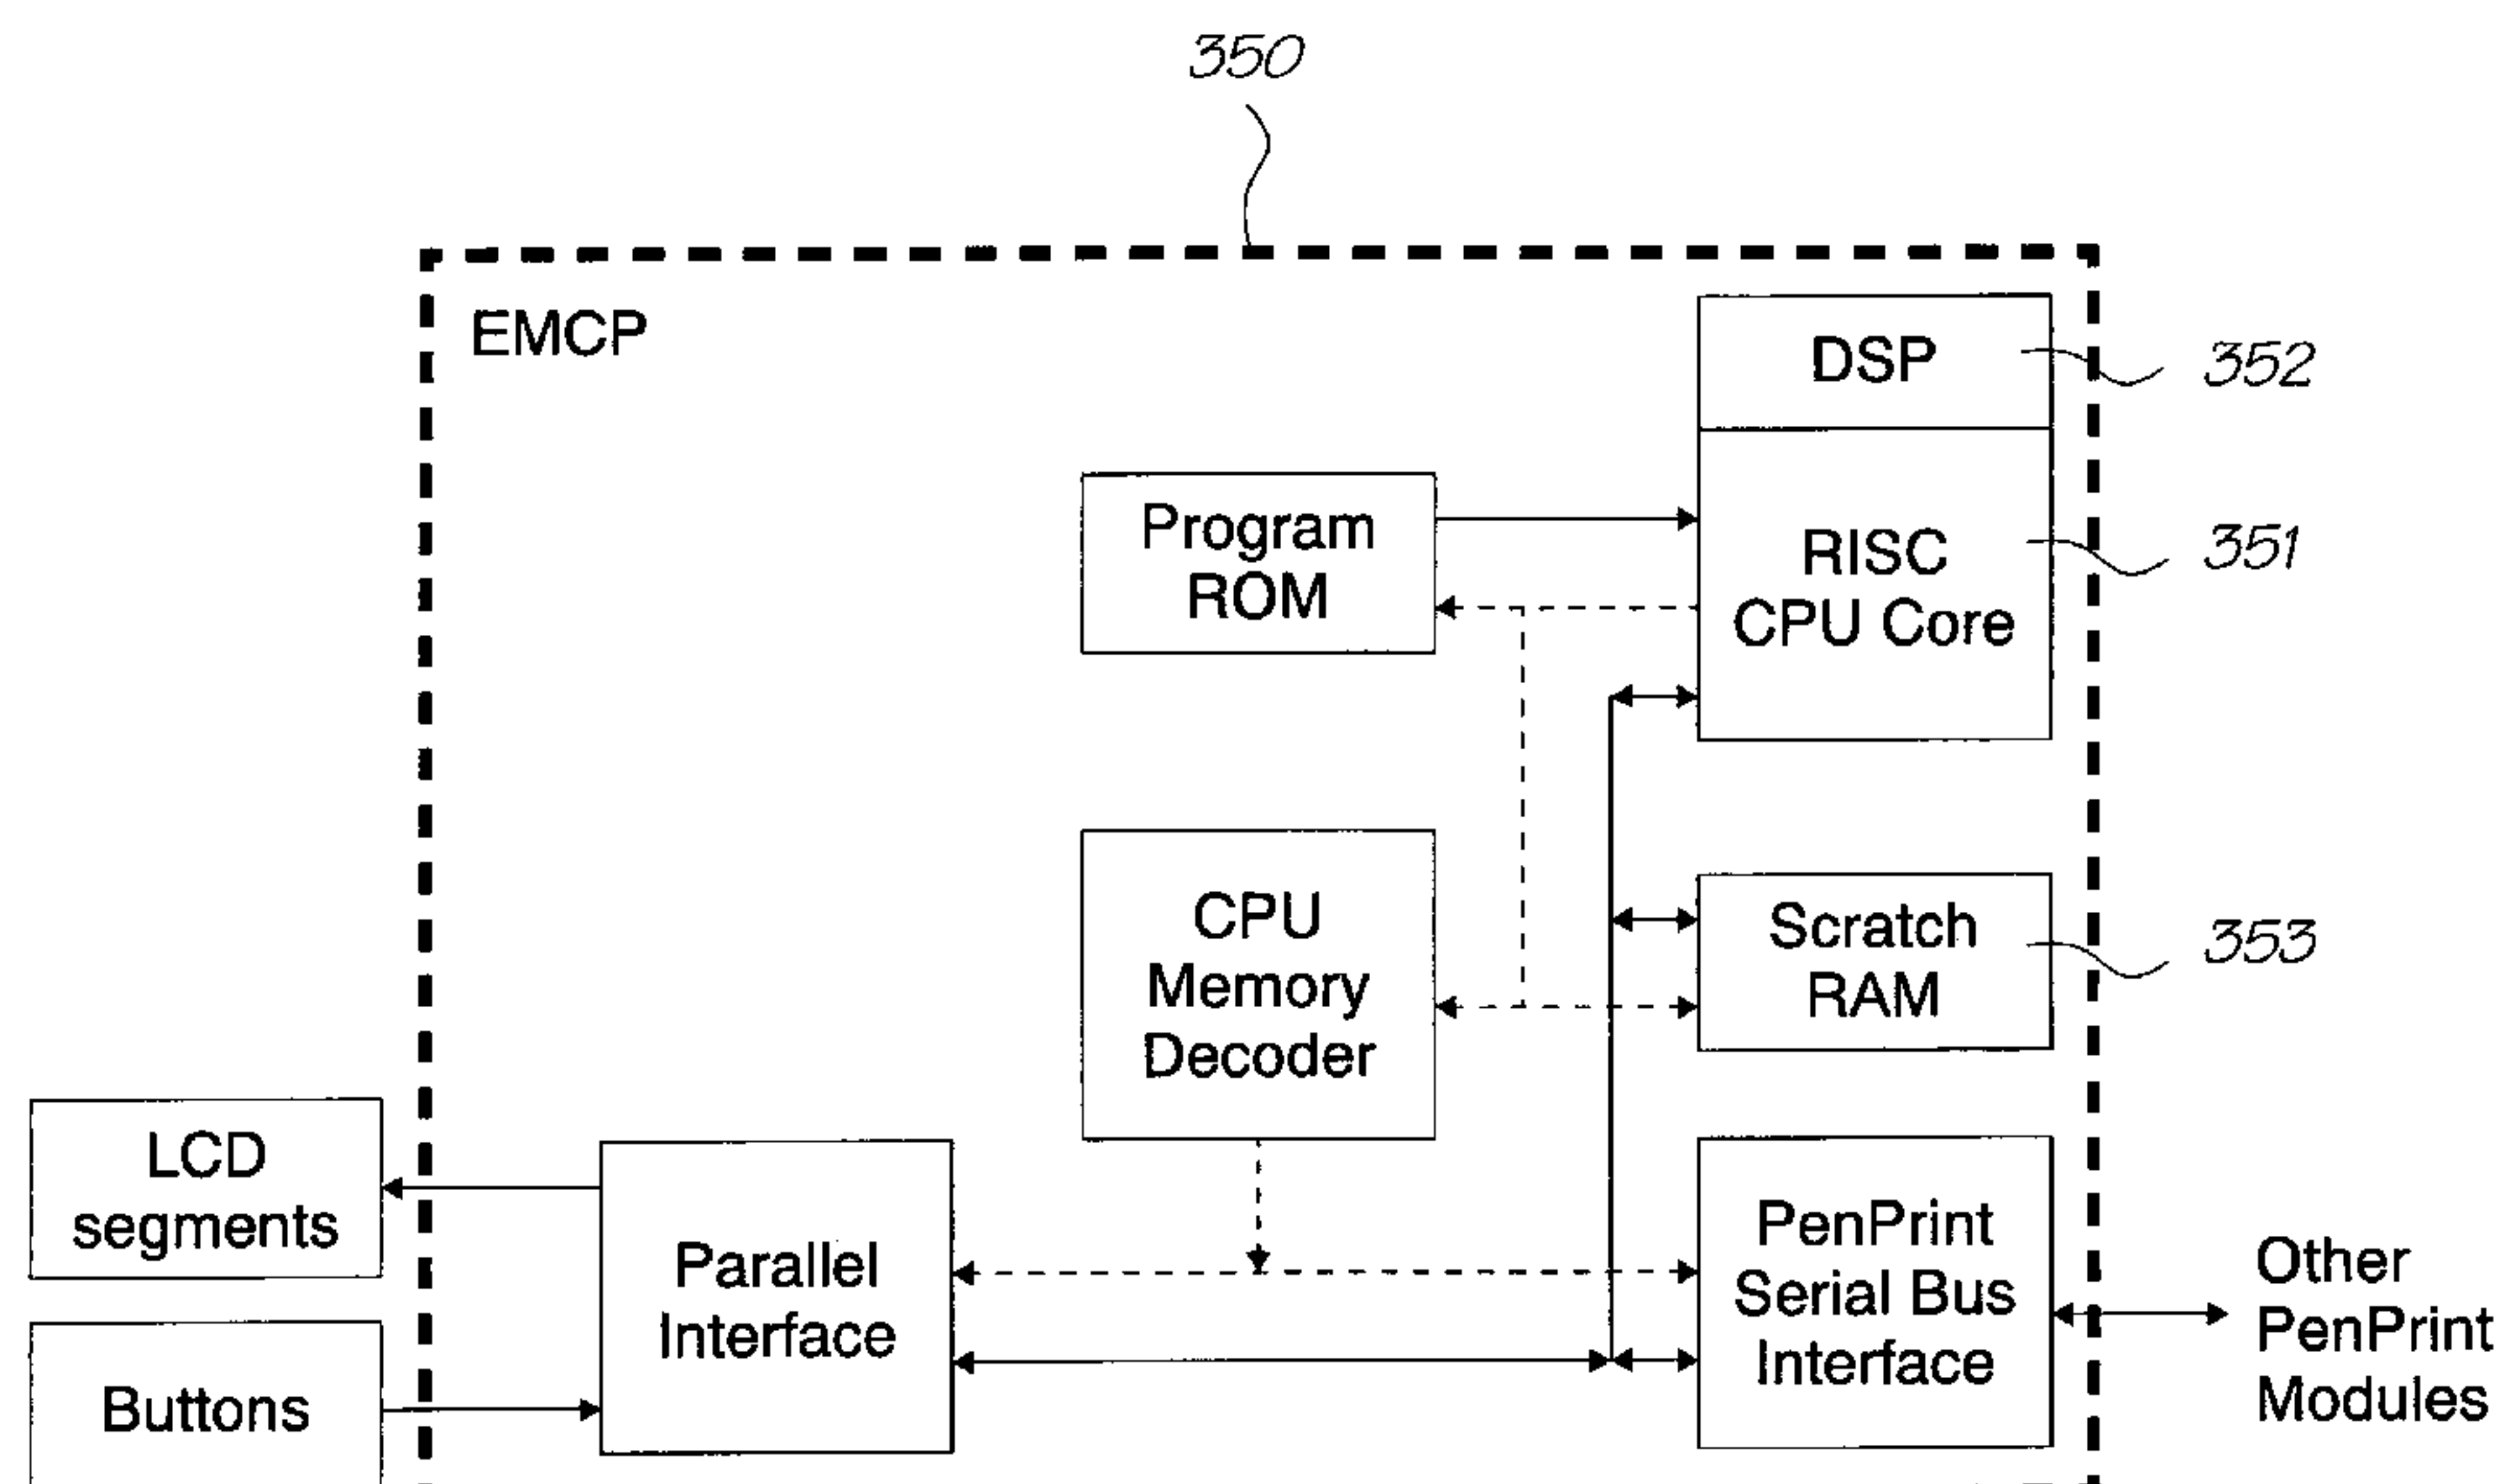 350
EMCP
DSP
352
Program
ROM
RISC
CPU Core
351
CPU
Memory
Decoder
Scratch
RAM
353
LCD
segments
Parallel
Interface
PenPrint
Serial Bus
Interface
Other
PenPrint
Modules
Buttons